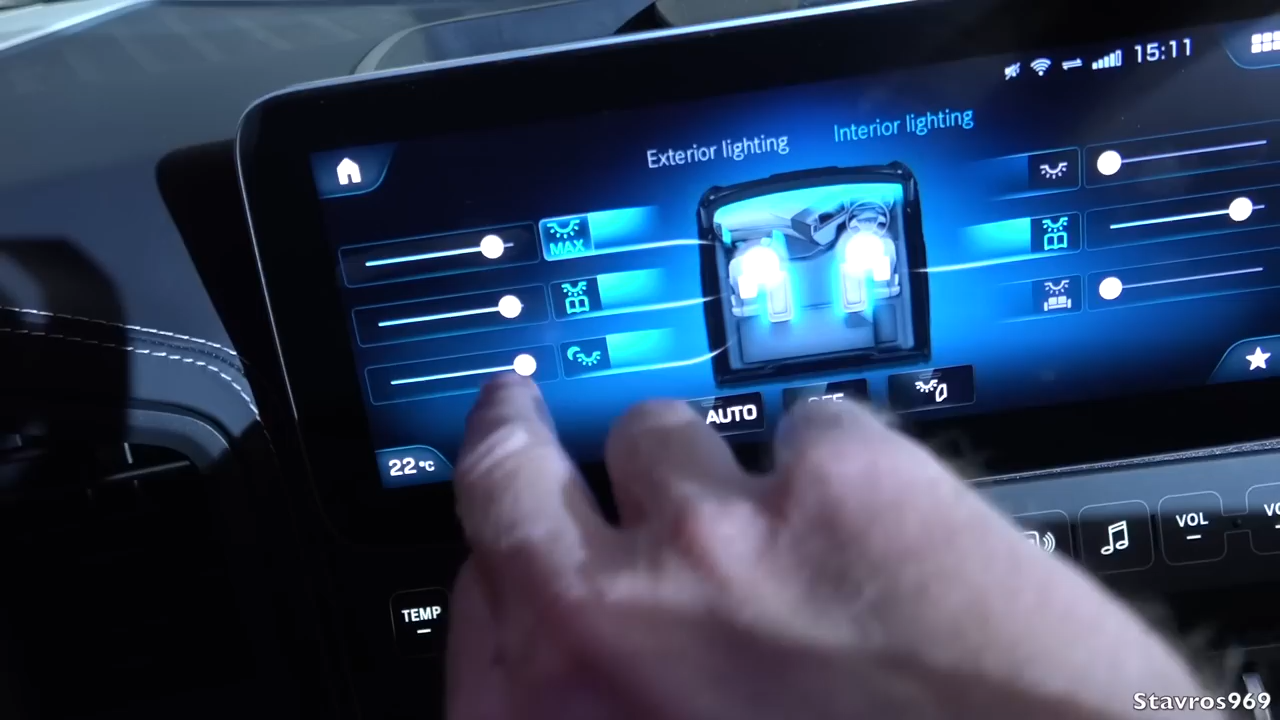 15:11
Exterior lighting
Interior lighting
MAX
AUTO
22°C
VOL
TEMP
Stavros969